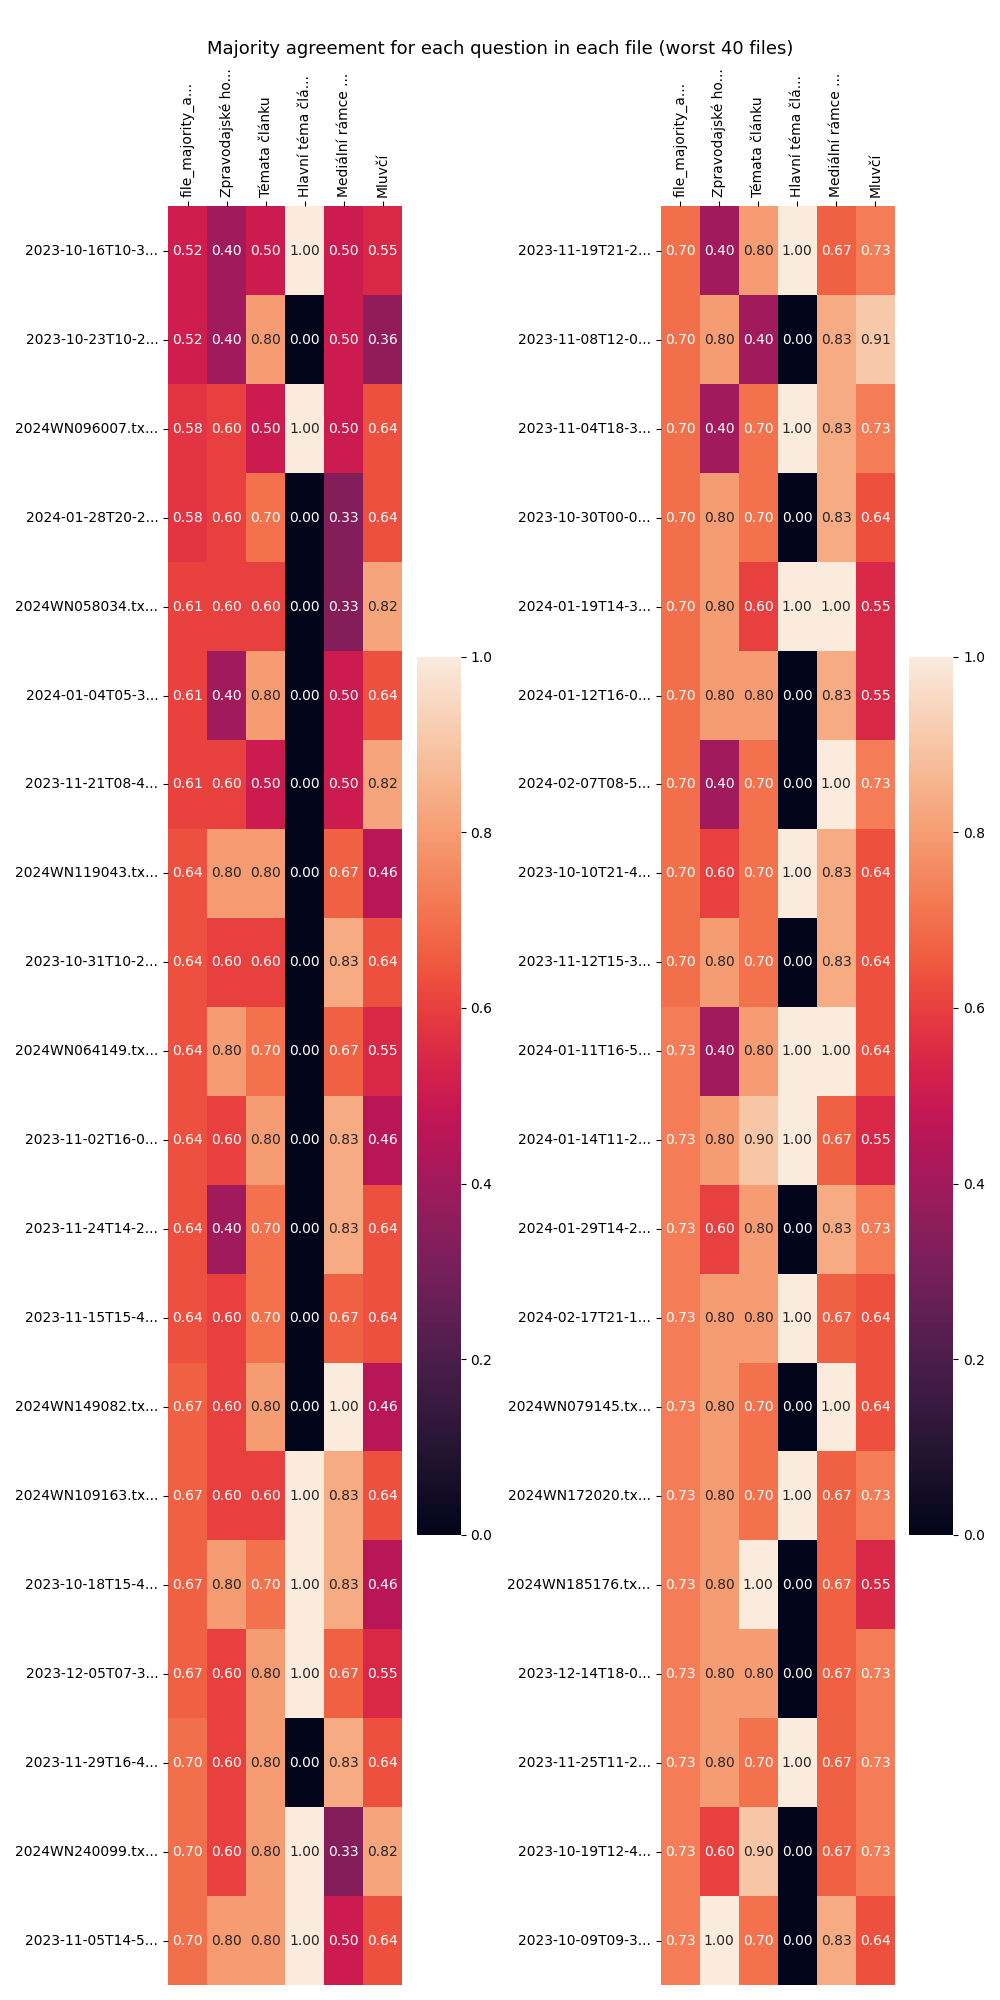 Majority agreement for each question in each file (worst 40 files)
file_majority_a... Zpravodajské ho... Témata článku Hlavní téma člá... Mediální rámce ... Mluvčí
2023-10-16T10-3... 0.52 0.40 0.50 1.00 0.50 0.55
2023-10-23T10-2... 0.52 0.40 0.80 0.00 0.50 0.36
2024WN096007.tx... 0.58 0.60 0.50 1.00 0.50 0.64
2024-01-28T20-2... 0.58 0.60 0.70 0.00 0.33 0.64
2024WN058034.tx... 0.61 0.60 0.60 0.00 0.33 0.82
2024-01-04T05-3... 0.61 0.40 0.80 0.00 0.50 0.64
2023-11-21T08-4... 0.61 0.60 0.50 0.00 0.50 0.82
2024WN119043.tx... 0.64 0.80 0.80 0.00 0.67 0.46
2023-10-31T10-2... 0.64 0.60 0.60 0.00 0.83 0.64
2024WN064149.tx... 0.64 0.80 0.70 0.00 0.67 0.55
2023-11-02T16-0... 0.64 0.60 0.80 0.00 0.83 0.46
2023-11-24T14-2... 0.64 0.40 0.70 0.00 0.83 0.64
2023-11-15T15-4... 0.64 0.60 0.70 0.00 0.67 0.64
2024WN149082.tx... 0.67 0.60 0.80 0.00 1.00 0.46
2024WN109163.tx... 0.67 0.60 0.60 1.00 0.83 0.64
2023-10-18T15-4... 0.67 0.80 0.70 1.00 0.83 0.46
2023-12-05T07-3... 0.67 0.60 0.80 1.00 0.67 0.55
2023-11-29T16-4... 0.70 0.60 0.80 0.00 0.83 0.64
2024WN240099.tx... 0.70 0.60 0.80 1.00 0.33 0.82
2023-11-05T14-5... 0.70 0.80 0.80 1.00 0.50 0.64
1.0
0.8
0.6
0.4
0.2
0.0
file_majority_a... Zpravodajské ho... Témata článku Hlavní téma člá... Mediální rámce ... Mluvčí
2023-11-19T21-2... 0.70 0.40 0.80 1.00 0.67 0.73
2023-11-08T12-0... 0.70 0.80 0.40 0.00 0.83 0.91
2023-11-04T18-3... 0.70 0.40 0.70 1.00 0.83 0.73
2023-10-30T00-0... 0.70 0.80 0.70 0.00 0.83 0.64
2024-01-19T14-3... 0.70 0.80 0.60 1.00 1.00 0.55
2024-01-12T16-0... 0.70 0.80 0.80 0.00 0.83 0.55
2024-02-07T08-5... 0.70 0.40 0.70 0.00 1.00 0.73
2023-10-10T21-4... 0.70 0.60 0.70 1.00 0.83 0.64
2023-11-12T15-3... 0.70 0.80 0.70 0.00 0.83 0.64
2024-01-11T16-5... 0.73 0.40 0.80 1.00 1.00 0.64
2024-01-14T11-2... 0.73 0.80 0.90 1.00 0.67 0.55
2024-01-29T14-2... 0.73 0.60 0.80 0.00 0.83 0.73
2024-02-17T21-1... 0.73 0.80 0.80 1.00 0.67 0.64
2024WN079145.tx... 0.73 0.80 0.70 0.00 1.00 0.64
2024WN172020.tx... 0.73 0.80 0.70 1.00 0.67 0.73
2024WN185176.tx... 0.73 0.80 1.00 0.00 0.67 0.55
2023-12-14T18-0... 0.73 0.80 0.80 0.00 0.67 0.73
2023-11-25T11-2... 0.73 0.80 0.70 1.00 0.67 0.73
2023-10-19T12-4... 0.73 0.60 0.90 0.00 0.67 0.73
2023-10-09T09-3... 0.73 1.00 0.70 0.00 0.83 0.64
1.0
0.8
0.6
0.4
0.2
0.0